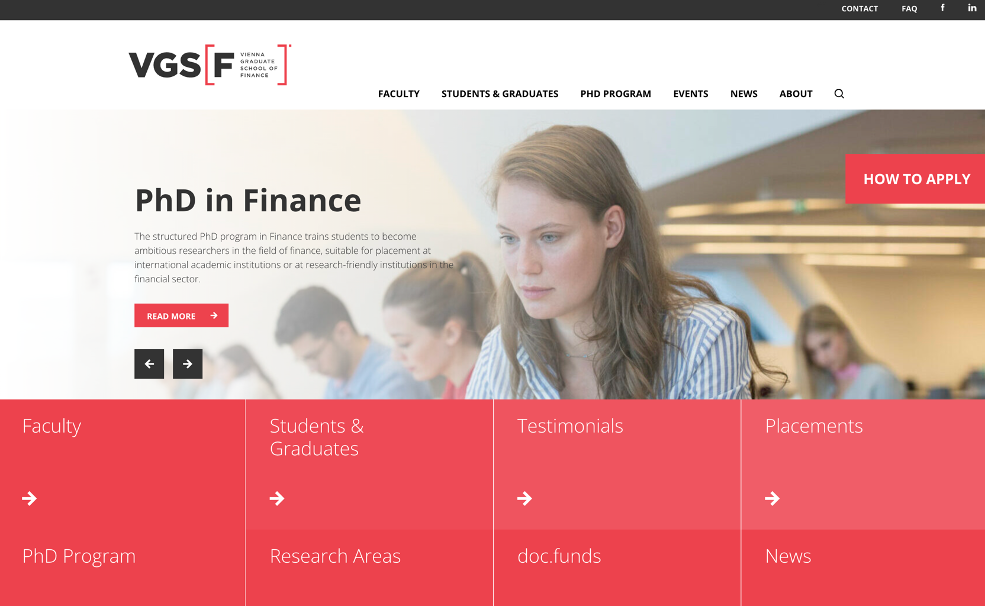 CONTACT FAQ f in
VGSF VIENNA
GRADUATE
SCHOOL OF
FINANCE
FACULTY STUDENTS & GRADUATES PHD PROGRAM EVENTS NEWS ABOUT
HOW TO APPLY
PhD in Finance
The structured PhD program in Finance trains students to become
ambitious researchers in the field of finance, suitable for placement at
international academic institutions or at research-friendly institutions in the
financial sector.
READ MORE
Faculty
Students &
Graduates
Testimonials
Placements
PhD Program
Research Areas
doc.funds
News